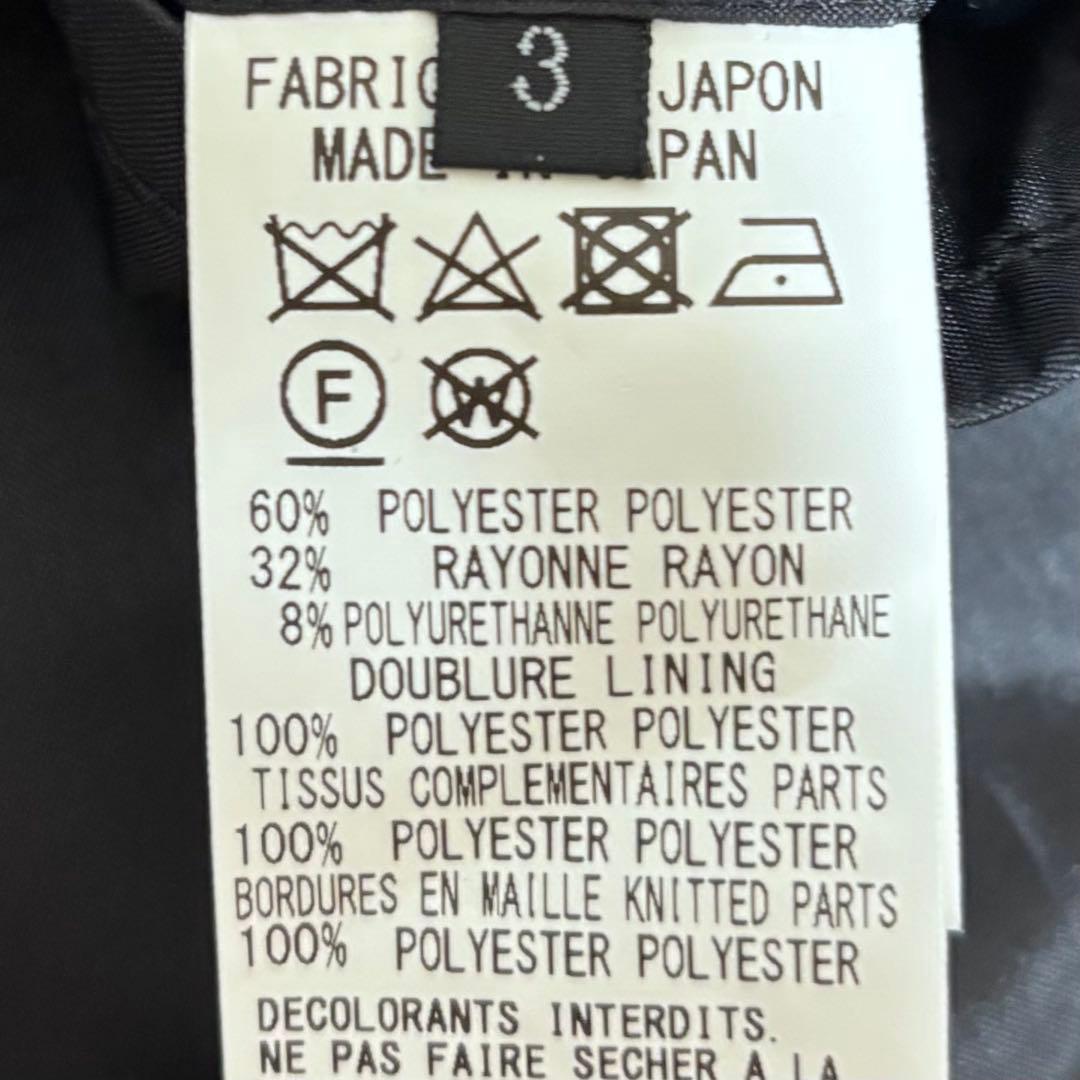 3
JAPON
MADE IN JAPAN
F
W
60% POLYESTER POLYESTER
32% RAYONNE RAYON
8% POLYURETHANNE POLYURETHANE
DOUBLURE LINING
100% POLYESTER POLYESTER
TISSUS COMPLEMENTAIRES PARTS
100% POLYESTER POLYESTER
BORDURES EN MAILLE KNITTED PARTS
100% POLYESTER POLYESTER
DECOLORANTS INTERDITS.
NE PAS FAIRE SECHER A LA